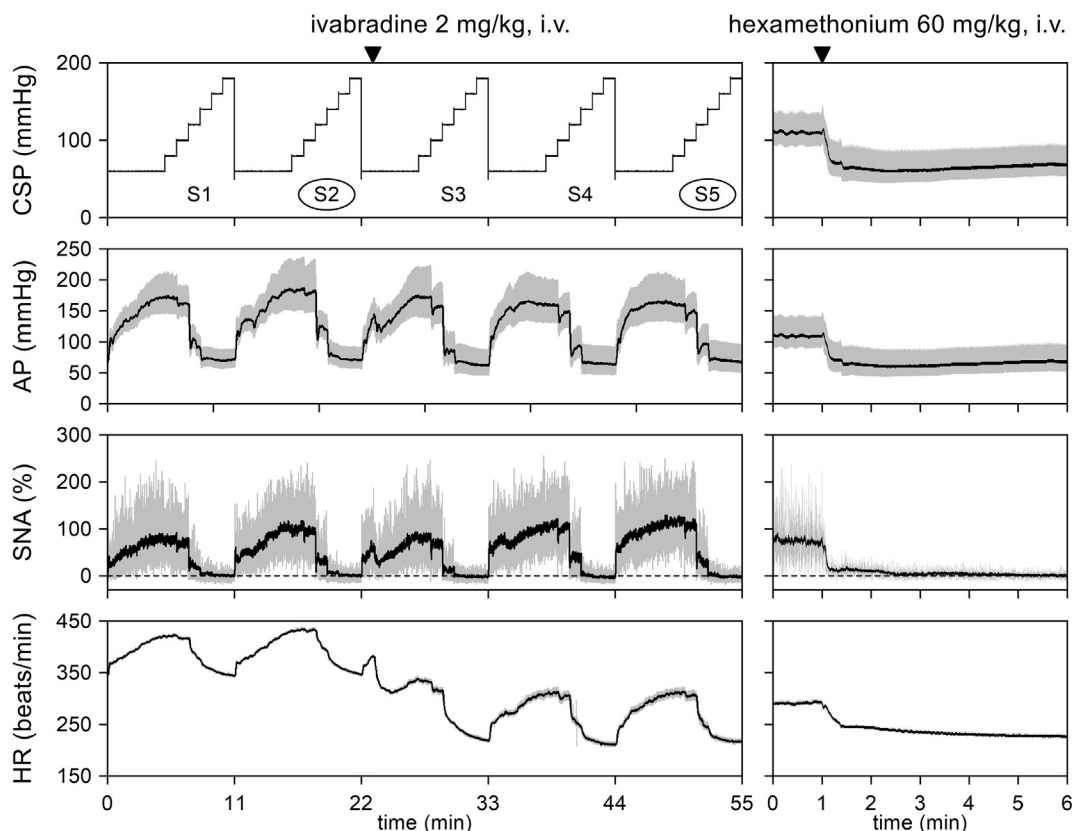 ivabradine 2 mg/kg, i.v.
hexamethonium 60 mg/kg, i.v.
CSP (mmHg)
200
100
0
S1
S2
S3
S4
S5
AP (mmHg)
250
200
150
100
50
0
SNA (%)
300
200
100
0
HR (beats/min)
450
350
250
150
0
11
22
33
44
55
time (min)
0
1
2
3
4
5
6
time (min)